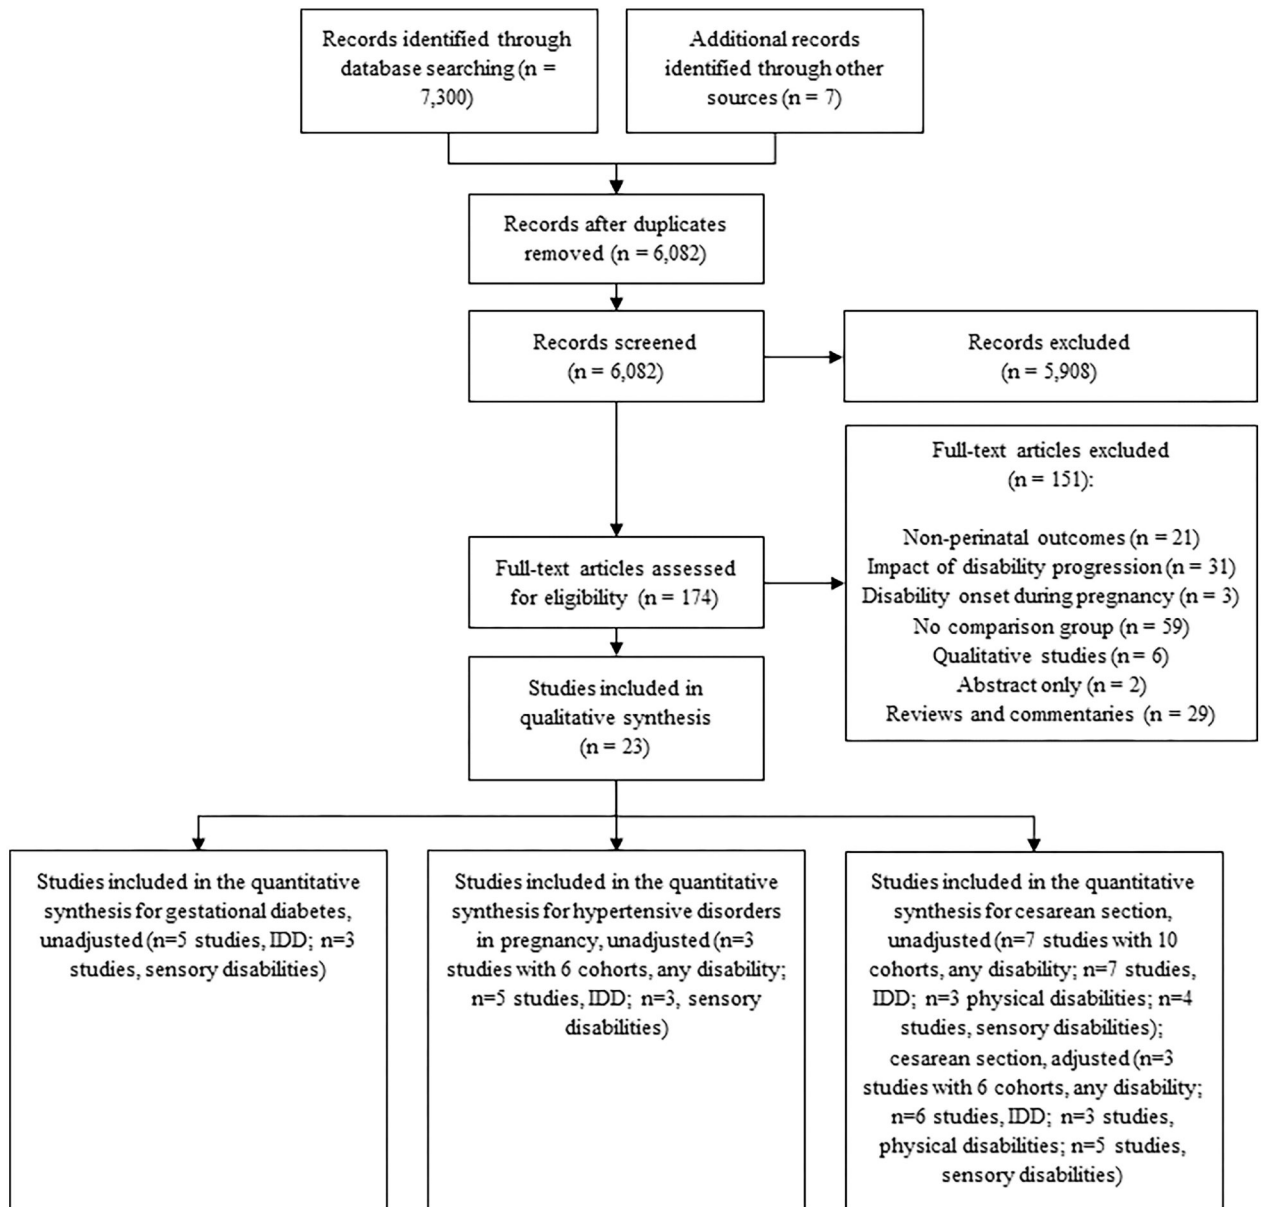 Records identified through
database searching (n =
7,300)
Additional records
identified through other
sources (n = 7)
Records after duplicates
removed (n = 6,082)
Records screened
(n = 6,082)
Records excluded
(n = 5,908)
Full-text articles excluded
(n = 151):
Non-perinatal outcomes (n = 21)
Impact of disability progression (n = 31)
Disability onset during pregnancy (n = 3)
No comparison group (n = 59)
Qualitative studies (n = 6)
Abstract only (n = 2)
Reviews and commentaries (n = 29)
Full-text articles assessed
for eligibility (n = 174)
Studies included in
qualitative synthesis
(n = 23)
Studies included in the quantitative
synthesis for gestational diabetes,
unadjusted (n=5 studies, IDD; n=3
studies, sensory disabilities)
Studies included in the quantitative
synthesis for hypertensive disorders
in pregnancy, unadjusted (n=3
studies with 6 cohorts, any disability;
n=5 studies, IDD; n=3, sensory
disabilities)
Studies included in the quantitative
synthesis for cesarean section,
unadjusted (n=7 studies with 10
cohorts, any disability; n=7 studies,
IDD; n=3 physical disabilities; n=4
studies, sensory disabilities);
cesarean section, adjusted (n=3
studies with 6 cohorts, any disability;
n=6 studies, IDD; n=3 studies,
physical disabilities; n=5 studies,
sensory disabilities)